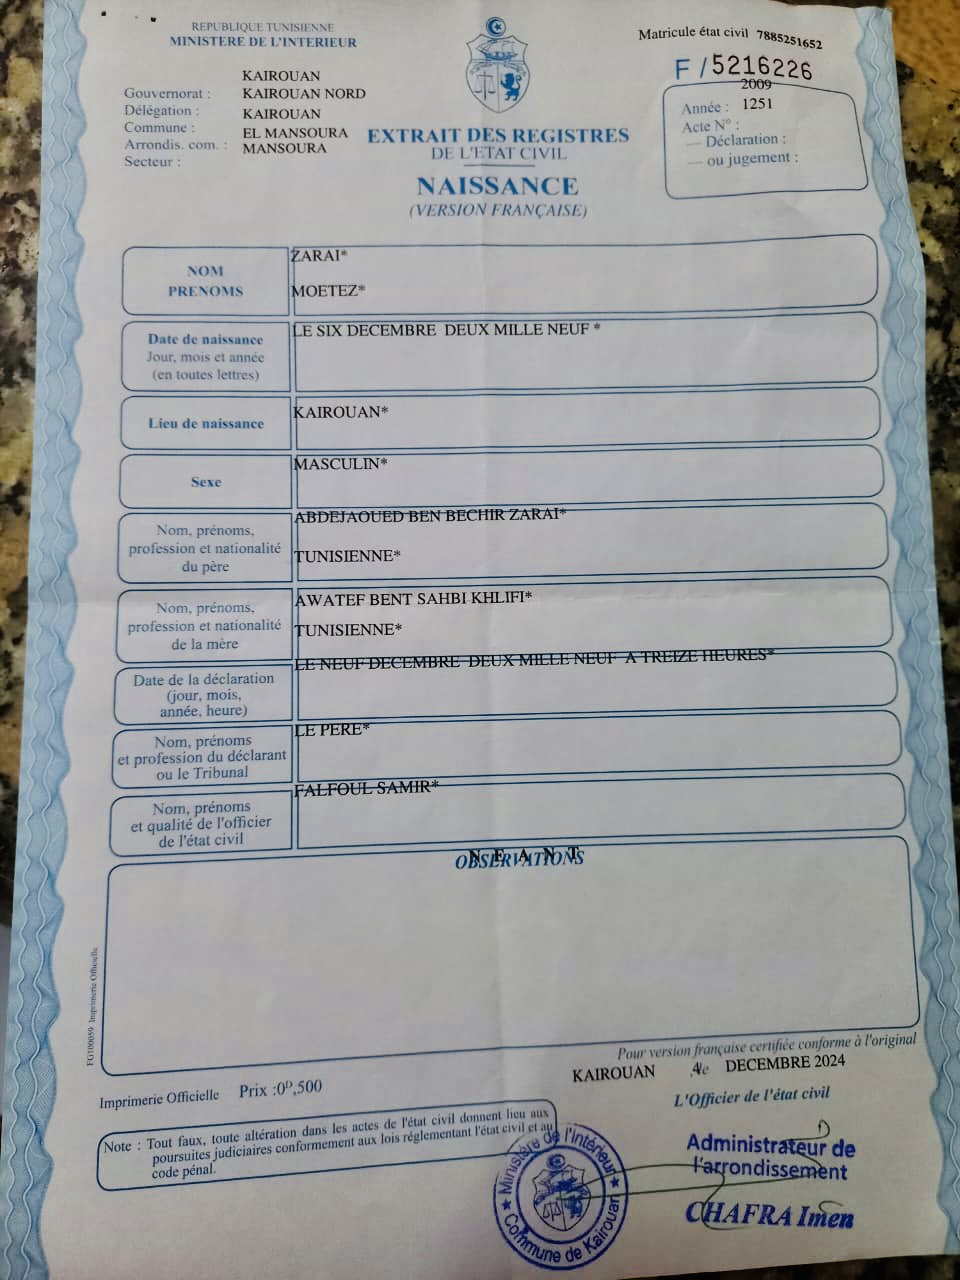 REPUBLIQUE TUNISIENNE
MINISTERE DE L'INTERIEUR
Matricule état civil 7885251652
F / 5216226
KAIROUAN
Gouvernorat : KAIROUAN NORD
Délégation : KAIROUAN
Commune : EL MANSOURA
Arrondis. com. : MANSOURA
Secteur :
2009
Année : 1251
Acte N° :
— Déclaration :
— ou jugement :
EXTRAIT DES REGISTRES
DE L'ETAT CIVIL
NAISSANCE
(VERSION FRANÇAISE)
NOM
PRENOMS
ZARAI*
MOETEZ*
Date de naissance
Jour, mois et année
(en toutes lettres)
LE SIX DECEMBRE DEUX MILLE NEUF *
Lieu de naissance
KAIROUAN*
Sexe
MASCULIN*
Nom, prénoms,
profession et nationalité
du père
ABDEJAOUED BEN BECHIR ZARAI*
TUNISIENNE*
Nom, prénoms,
profession et nationalité
de la mère
AWATEF BENT SAHBI KHLIFI*
TUNISIENNE*
Date de la déclaration
(jour, mois,
année, heure)
LE NEUF DECEMBRE DEUX MILLE NEUF A TREIZE HEURES*
Nom, prénoms
et profession du déclarant
ou le Tribunal
LE PERE*
Nom, prénoms
et qualité de l'officier
de l'état civil
FALFOUL SAMIR*
OBSERVATIONS
N E A N T
FG100059 Imprimerie Officielle
Pour version française certifiée conforme à l'original
KAIROUAN le DECEMBRE 2024
Imprimerie Officielle Prix :0ᴰ,500
L'Officier de l'état civil
Note : Tout faux, toute altération dans les actes de l'état civil donnent lieu aux
poursuites judiciaires conformement aux lois réglementant l'état civil et au
code pénal.
Ministère de l'Intérieur
Commune de Kairouan
Administrateur de
l'arrondissement
CHAFRA Imen